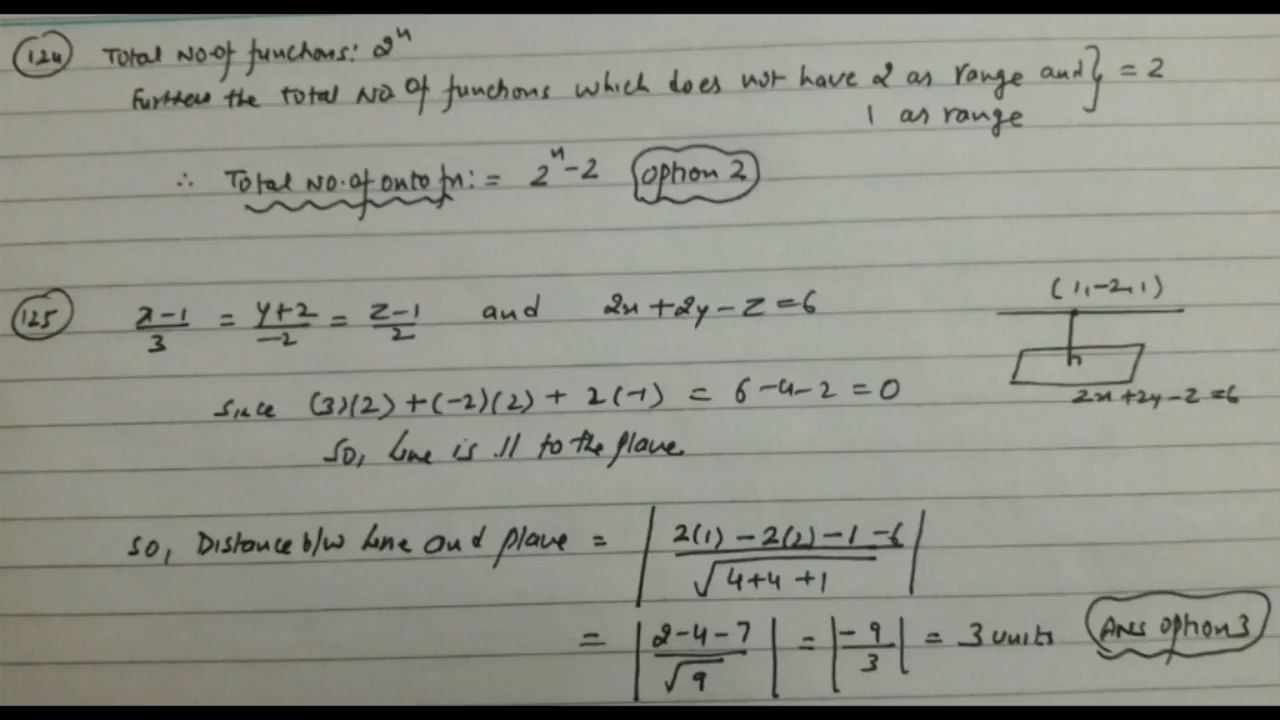 124 Total No of functions: 2^n
Further the total No Of functions which does not have 2 as range and } = 2
1 as range
∴ Total No. of onto fn: = 2^n - 2 Option 2
125 x-1/3 = y+2/-2 = z-1/2 and 2x+2y-z=6
(1,-2,1)
2x+2y-z=6
Since (3)(2)+(-2)(2)+2(-1) = 6-4-2=0
So, Line is || to the plane.
So, Distance b/w Line and plane = |2(1)-2(2)-1-6/√4+4+1|
= |2-4-7/√9| = |-9/3| = 3 units Ans option 3